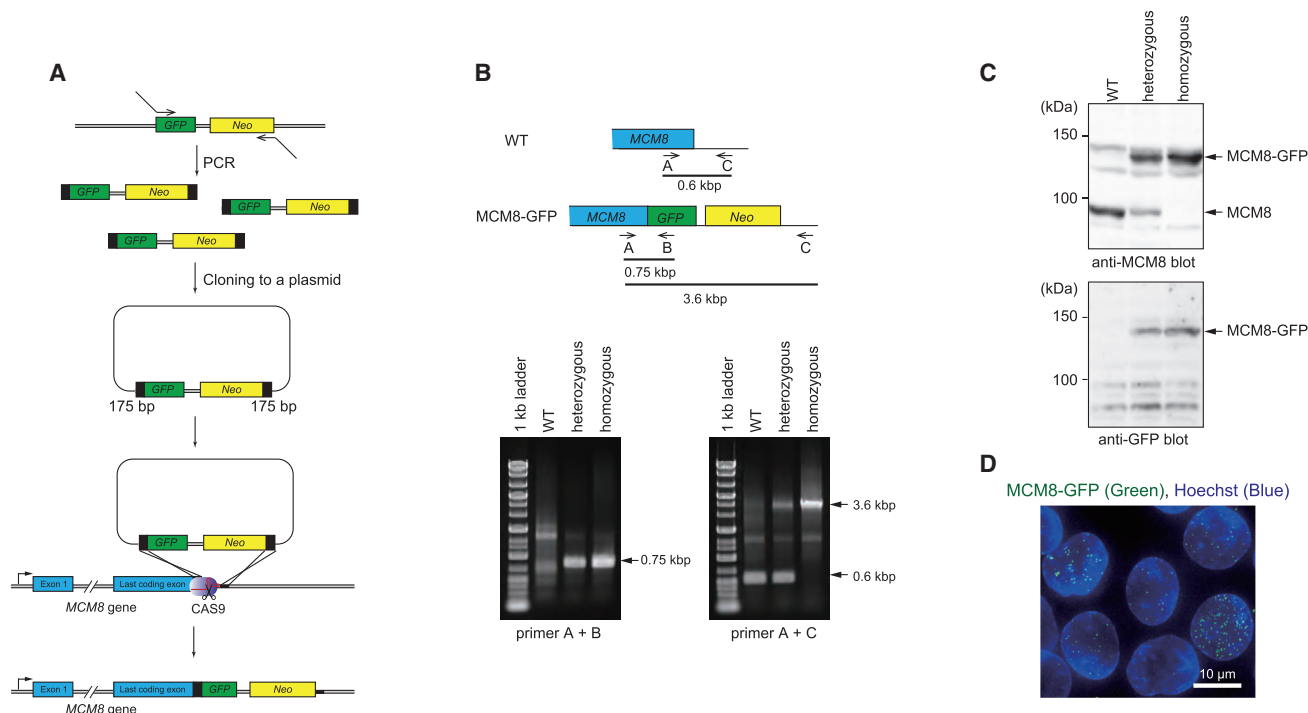 A
GFP
Neo
PCR
GFP
Neo
GFP
Neo
GFP
Neo
Cloning to a plasmid
GFP
Neo
175 bp
175 bp
GFP
Neo
Exon 1
Last coding exon
MCM8 gene
CAS9
Exon 1
Last coding exon
GFP
Neo
MCM8 gene
B
WT
MCM8
A
C
0.6 kbp
MCM8-GFP
MCM8
GFP
Neo
A
B
C
0.75 kbp
3.6 kbp
1 kb ladder
WT
heterozygous
homozygous
0.75 kbp
primer A + B
1 kb ladder
WT
heterozygous
homozygous
3.6 kbp
0.6 kbp
primer A + C
C
WT
heterozygous
homozygous
(kDa)
150
100
MCM8-GFP
MCM8
anti-MCM8 blot
(kDa)
150
100
MCM8-GFP
anti-GFP blot
D
MCM8-GFP (Green), Hoechst (Blue)
10 μm